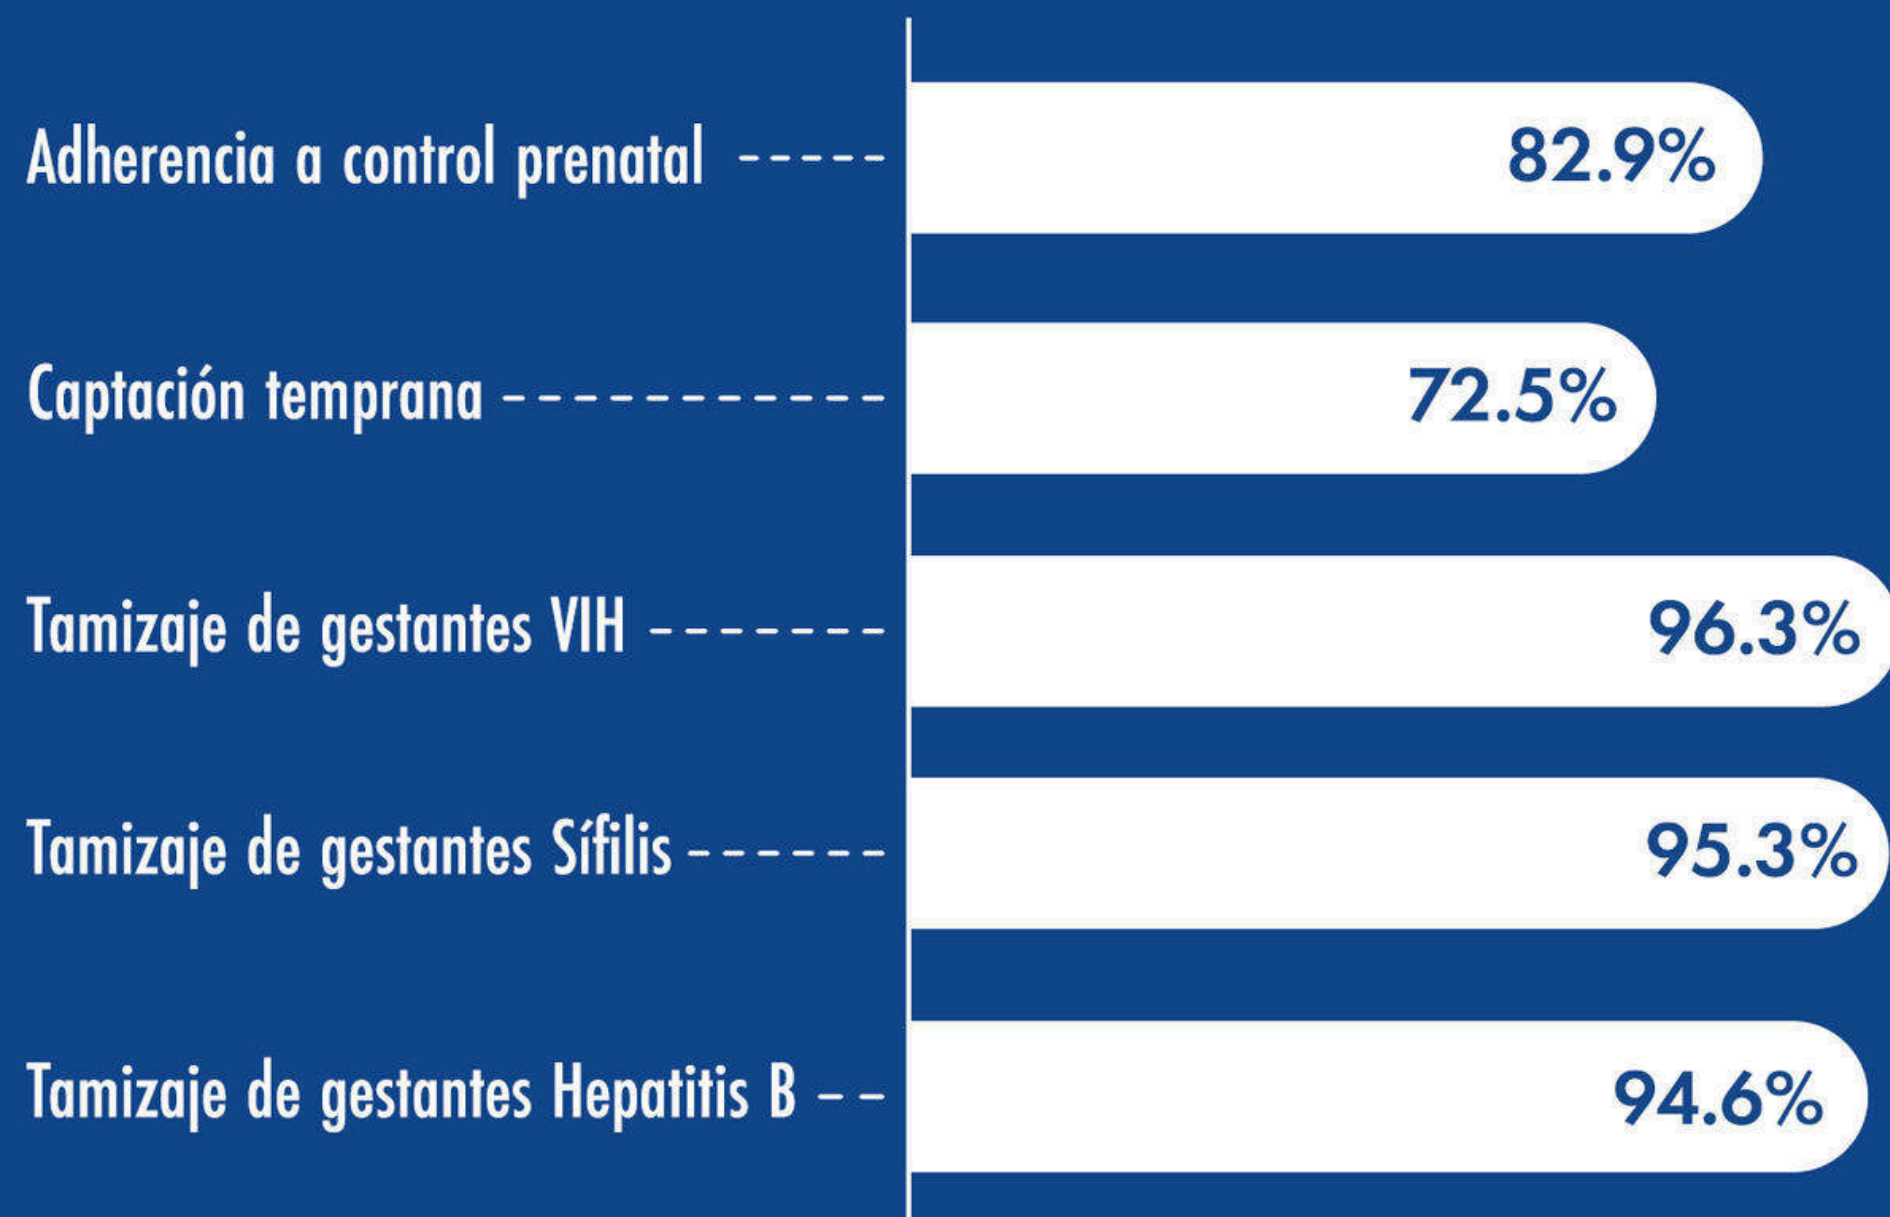 Adherencia a control prenatal ----- 82.9%
Captación temprana ----------- 72.5%
Tamizaje de gestantes VIH ------- 96.3%
Tamizaje de gestantes Sífilis ------ 95.3%
Tamizaje de gestantes Hepatitis B -- 94.6%